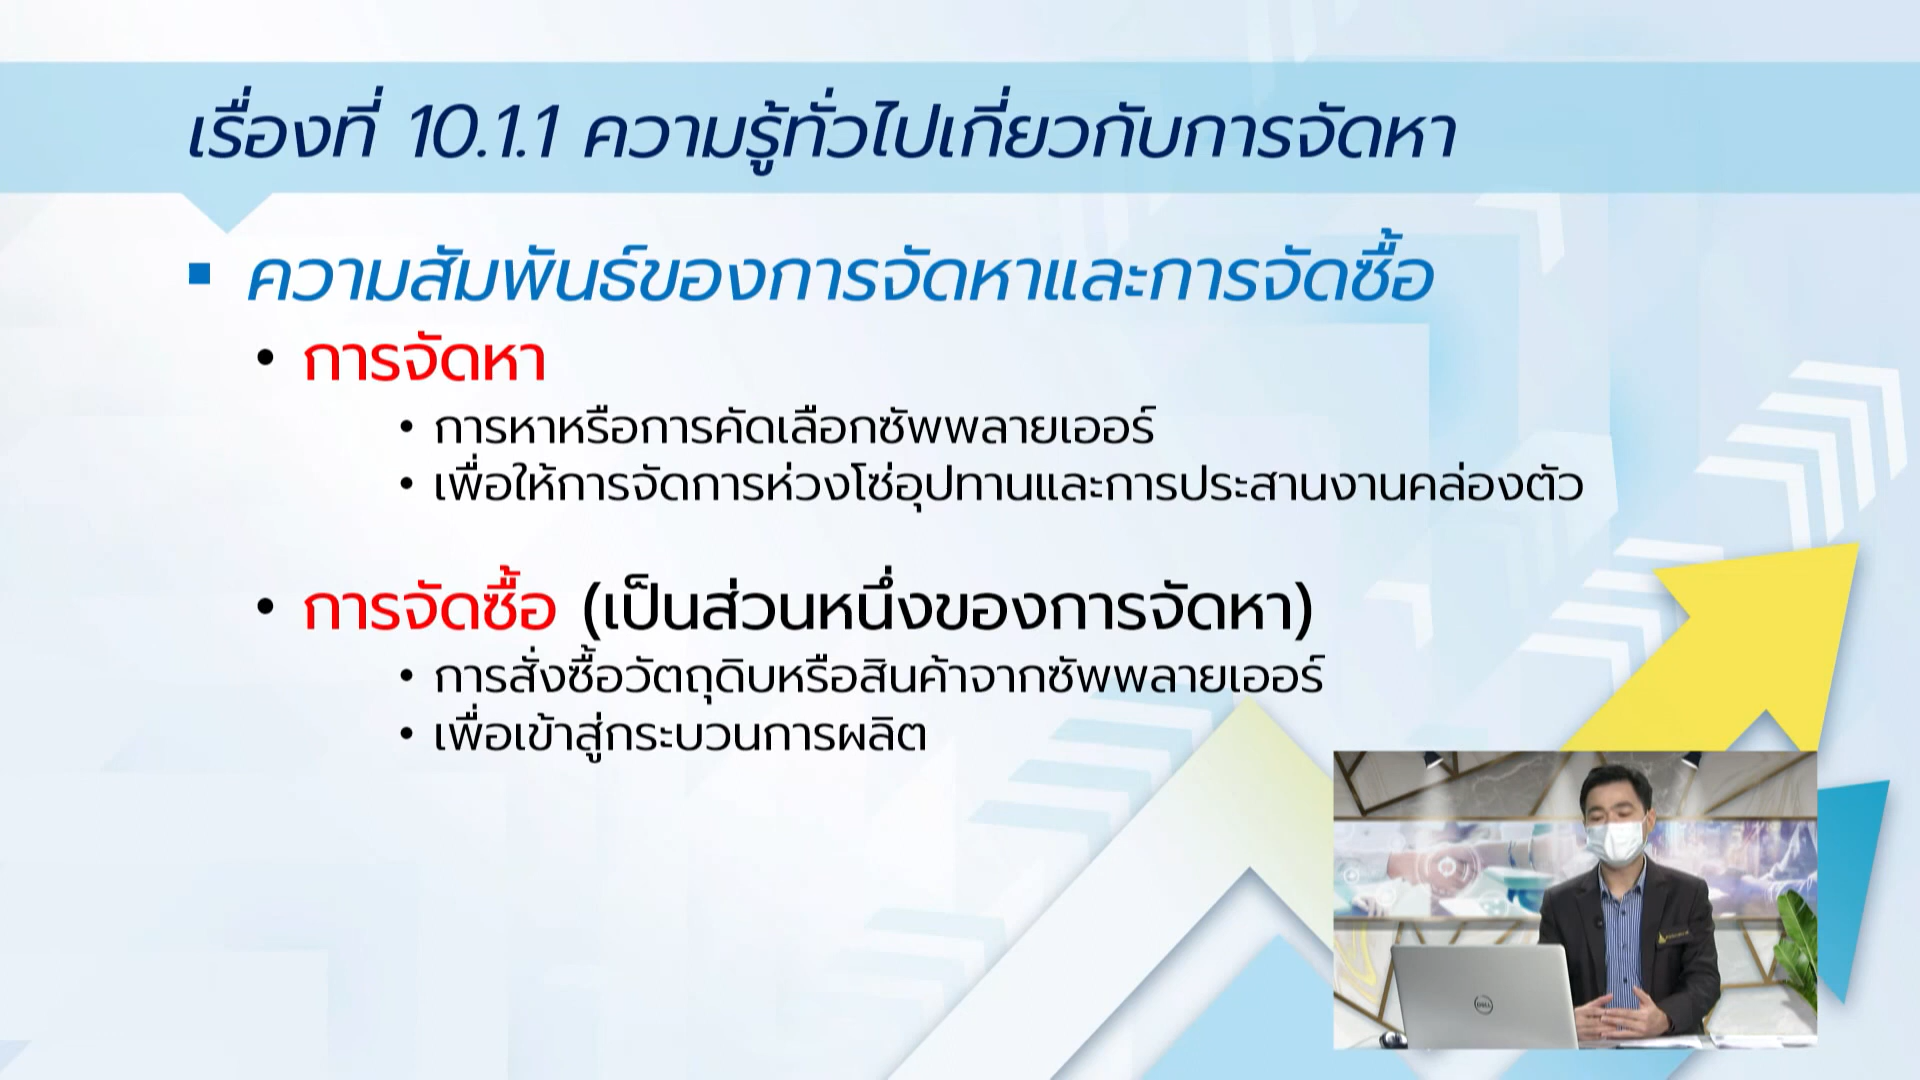 เรื่องที่ 10.1.1 ความรู้ทั่วไปเกี่ยวกับการจัดหา
▪ ความสัมพันธ์ของการจัดหาและการจัดซื้อ
• การจัดหา
• การหาหรือการคัดเลือกซัพพลายเออร์
• เพื่อให้การจัดการห่วงโซ่อุปทานและการประสานงานคล่องตัว
• การจัดซื้อ (เป็นส่วนหนึ่งของการจัดหา)
• การสั่งซื้อวัตถุดิบหรือสินค้าจากซัพพลายเออร์
• เพื่อเข้าสู่กระบวนการผลิต
DELL